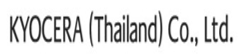 KYOCERA (Thailand) Co., Ltd.